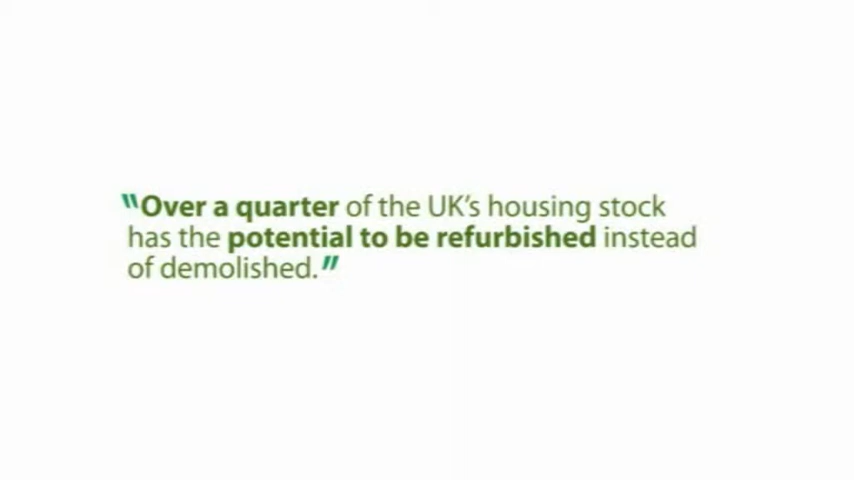 "Over a quarter of the UK's housing stock
has the potential to be refurbished instead
of demolished."